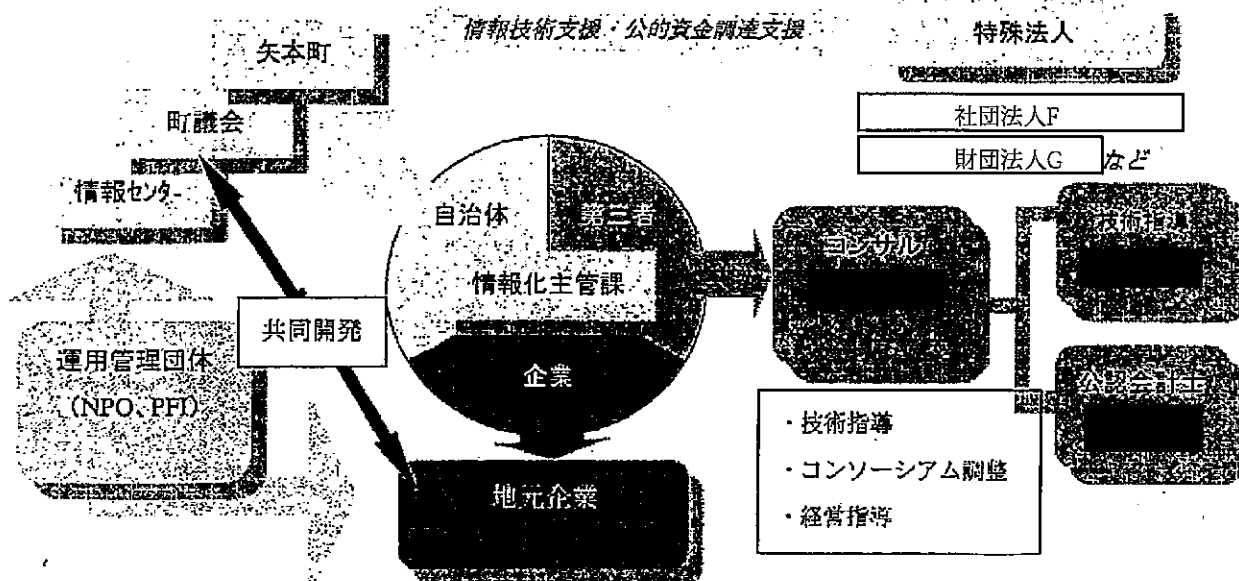 情報技術支援・公的資金調達支援
特殊法人
矢本町
社団法人F
町議会
財団法人G など
情報センター
自治体
第三者
コンサル
技術指導
情報化主管課
共同開発
運用管理団体
（NPO、PFI）
企業
公認会計士
・技術指導
・コンソーシアム調整
・経営指導
地元企業